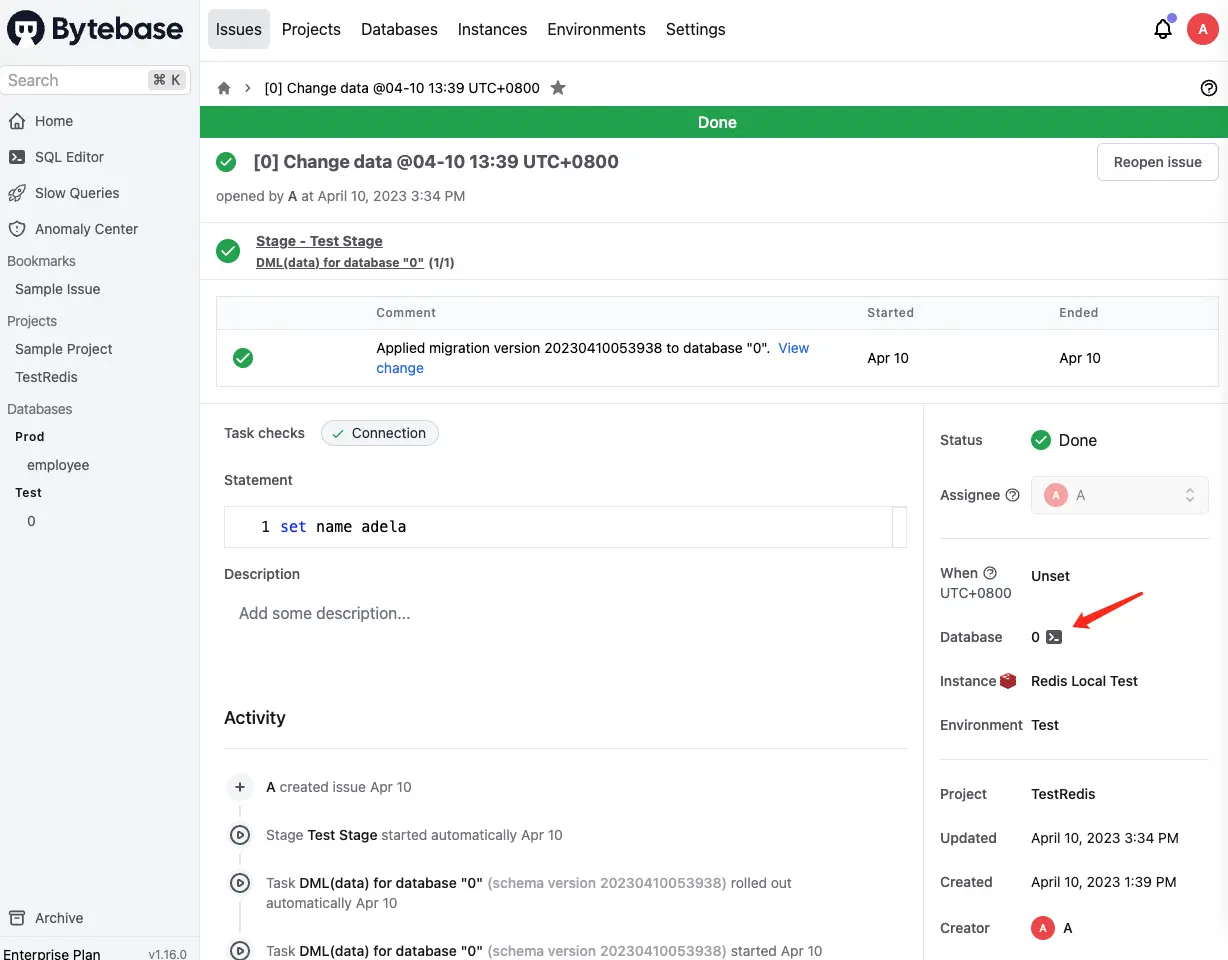 Bytebase
Issues
Projects
Databases
Instances
Environments
Settings
A
Search
⌘ K
Home
SQL Editor
Slow Queries
Anomaly Center
Bookmarks
Sample Issue
Projects
Sample Project
TestRedis
Databases
Prod
employee
Test
0
Archive
Enterprise Plan
v1.16.0
[0] Change data @04-10 13:39 UTC+0800
Done
[0] Change data @04-10 13:39 UTC+0800
Reopen issue
opened by A at April 10, 2023 3:34 PM
Stage - Test Stage
DML(data) for database "0" (1/1)
Comment
Started
Ended
Applied migration version 20230410053938 to database "0". View
change
Apr 10
Apr 10
Task checks
Connection
Statement
1 set name adela
Description
Add some description...
Activity
A created issue Apr 10
Stage Test Stage started automatically Apr 10
Task DML(data) for database "0" (schema version 20230410053938) rolled out
automatically Apr 10
Task DML(data) for database "0" (schema version 20230410053938) started Apr 10
Status
Done
Assignee
A
A
When
UTC+0800
Unset
Database
0
Instance
Redis Local Test
Environment
Test
Project
TestRedis
Updated
April 10, 2023 3:34 PM
Created
April 10, 2023 1:39 PM
Creator
A
A